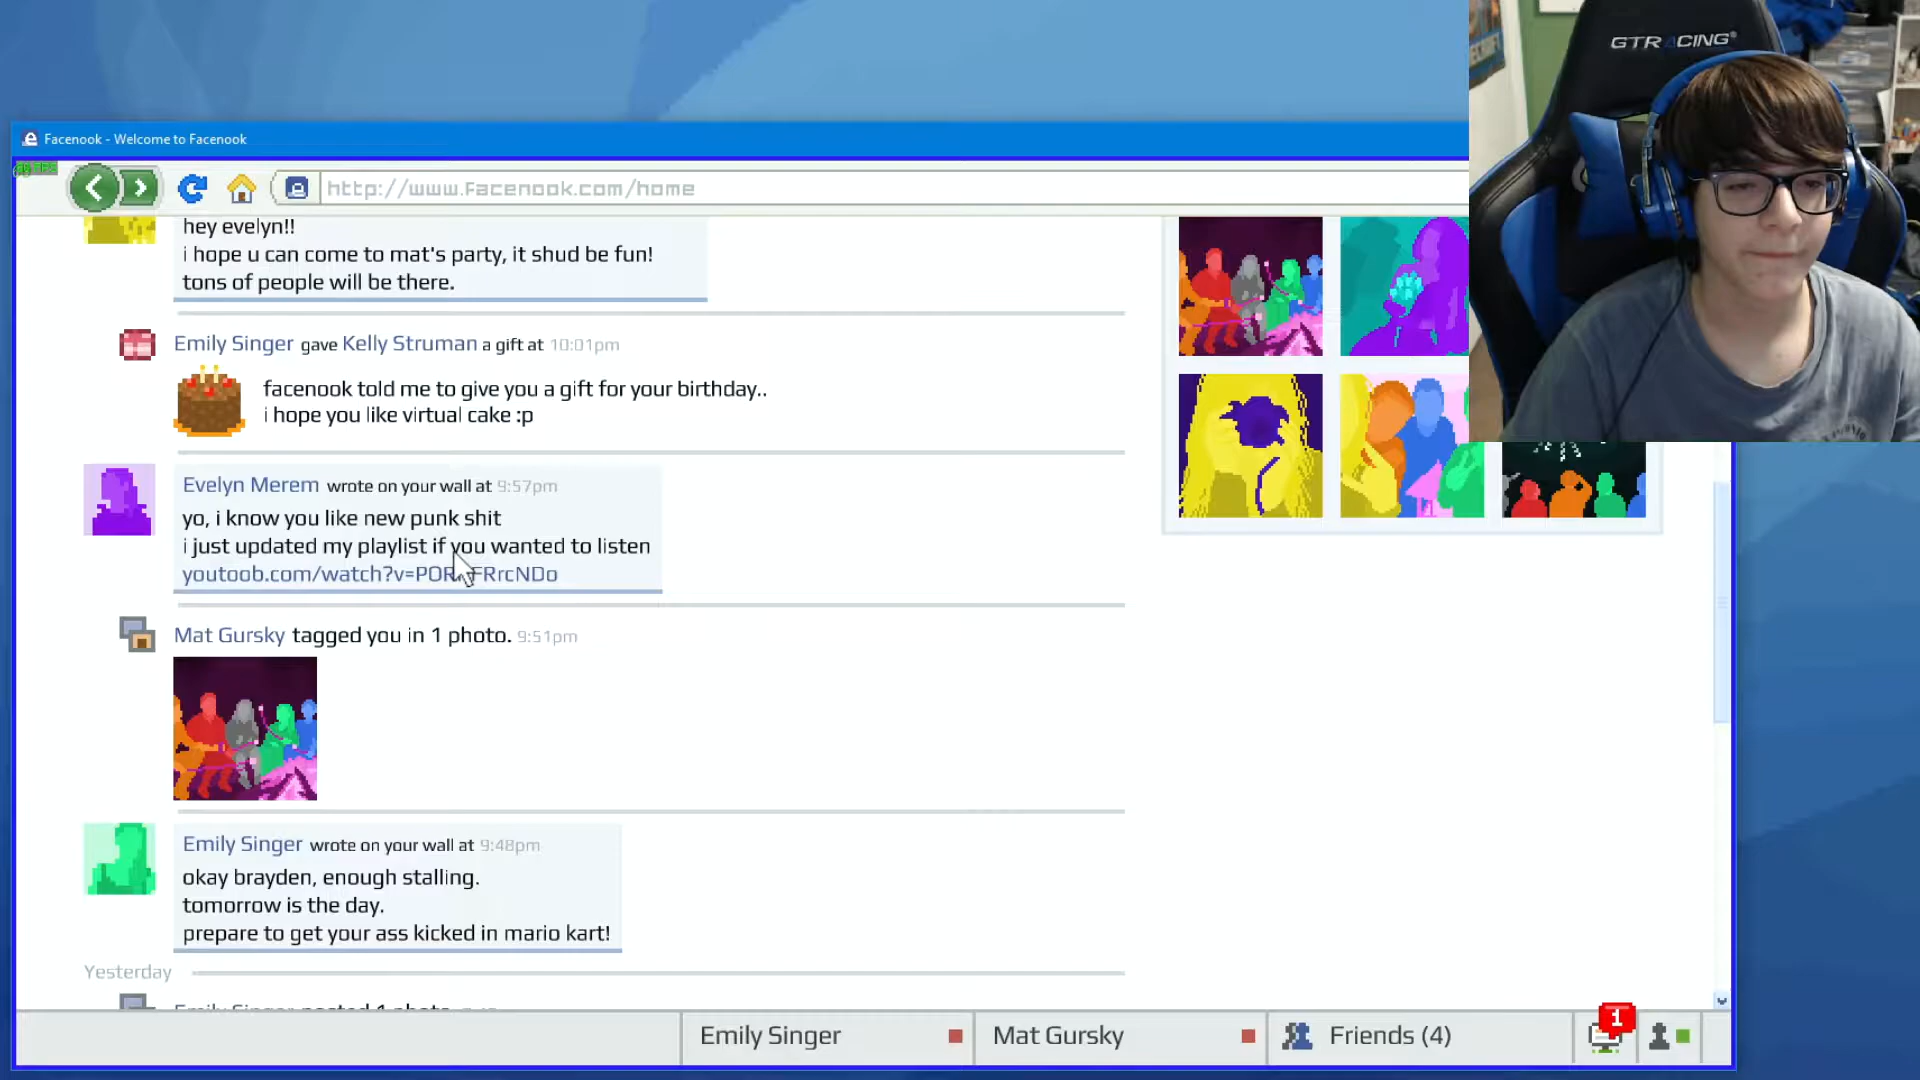 GTRACING
Facenook - Welcome to Facenook
http://www.Facenook.com/home
hey evelyn!!
i hope u can come to mat's party, it shud be fun!
tons of people will be there.
Emily Singer gave Kelly Struman a gift at 10:01pm
facenook told me to give you a gift for your birthday..
i hope you like virtual cake :p
Evelyn Merem wrote on your wall at 9:57pm
yo, i know you like new punk shit
i just updated my playlist if you wanted to listen
Mat Gursky tagged you in 1 photo. 9:51pm
Emily Singer wrote on your wall at 9:48pm
okay brayden, enough stalling.
tomorrow is the day.
prepare to get your ass kicked in mario kart!
Yesterday
Emily Singer posted 1 photo.
Emily Singer
Mat Gursky
Friends (4)
1